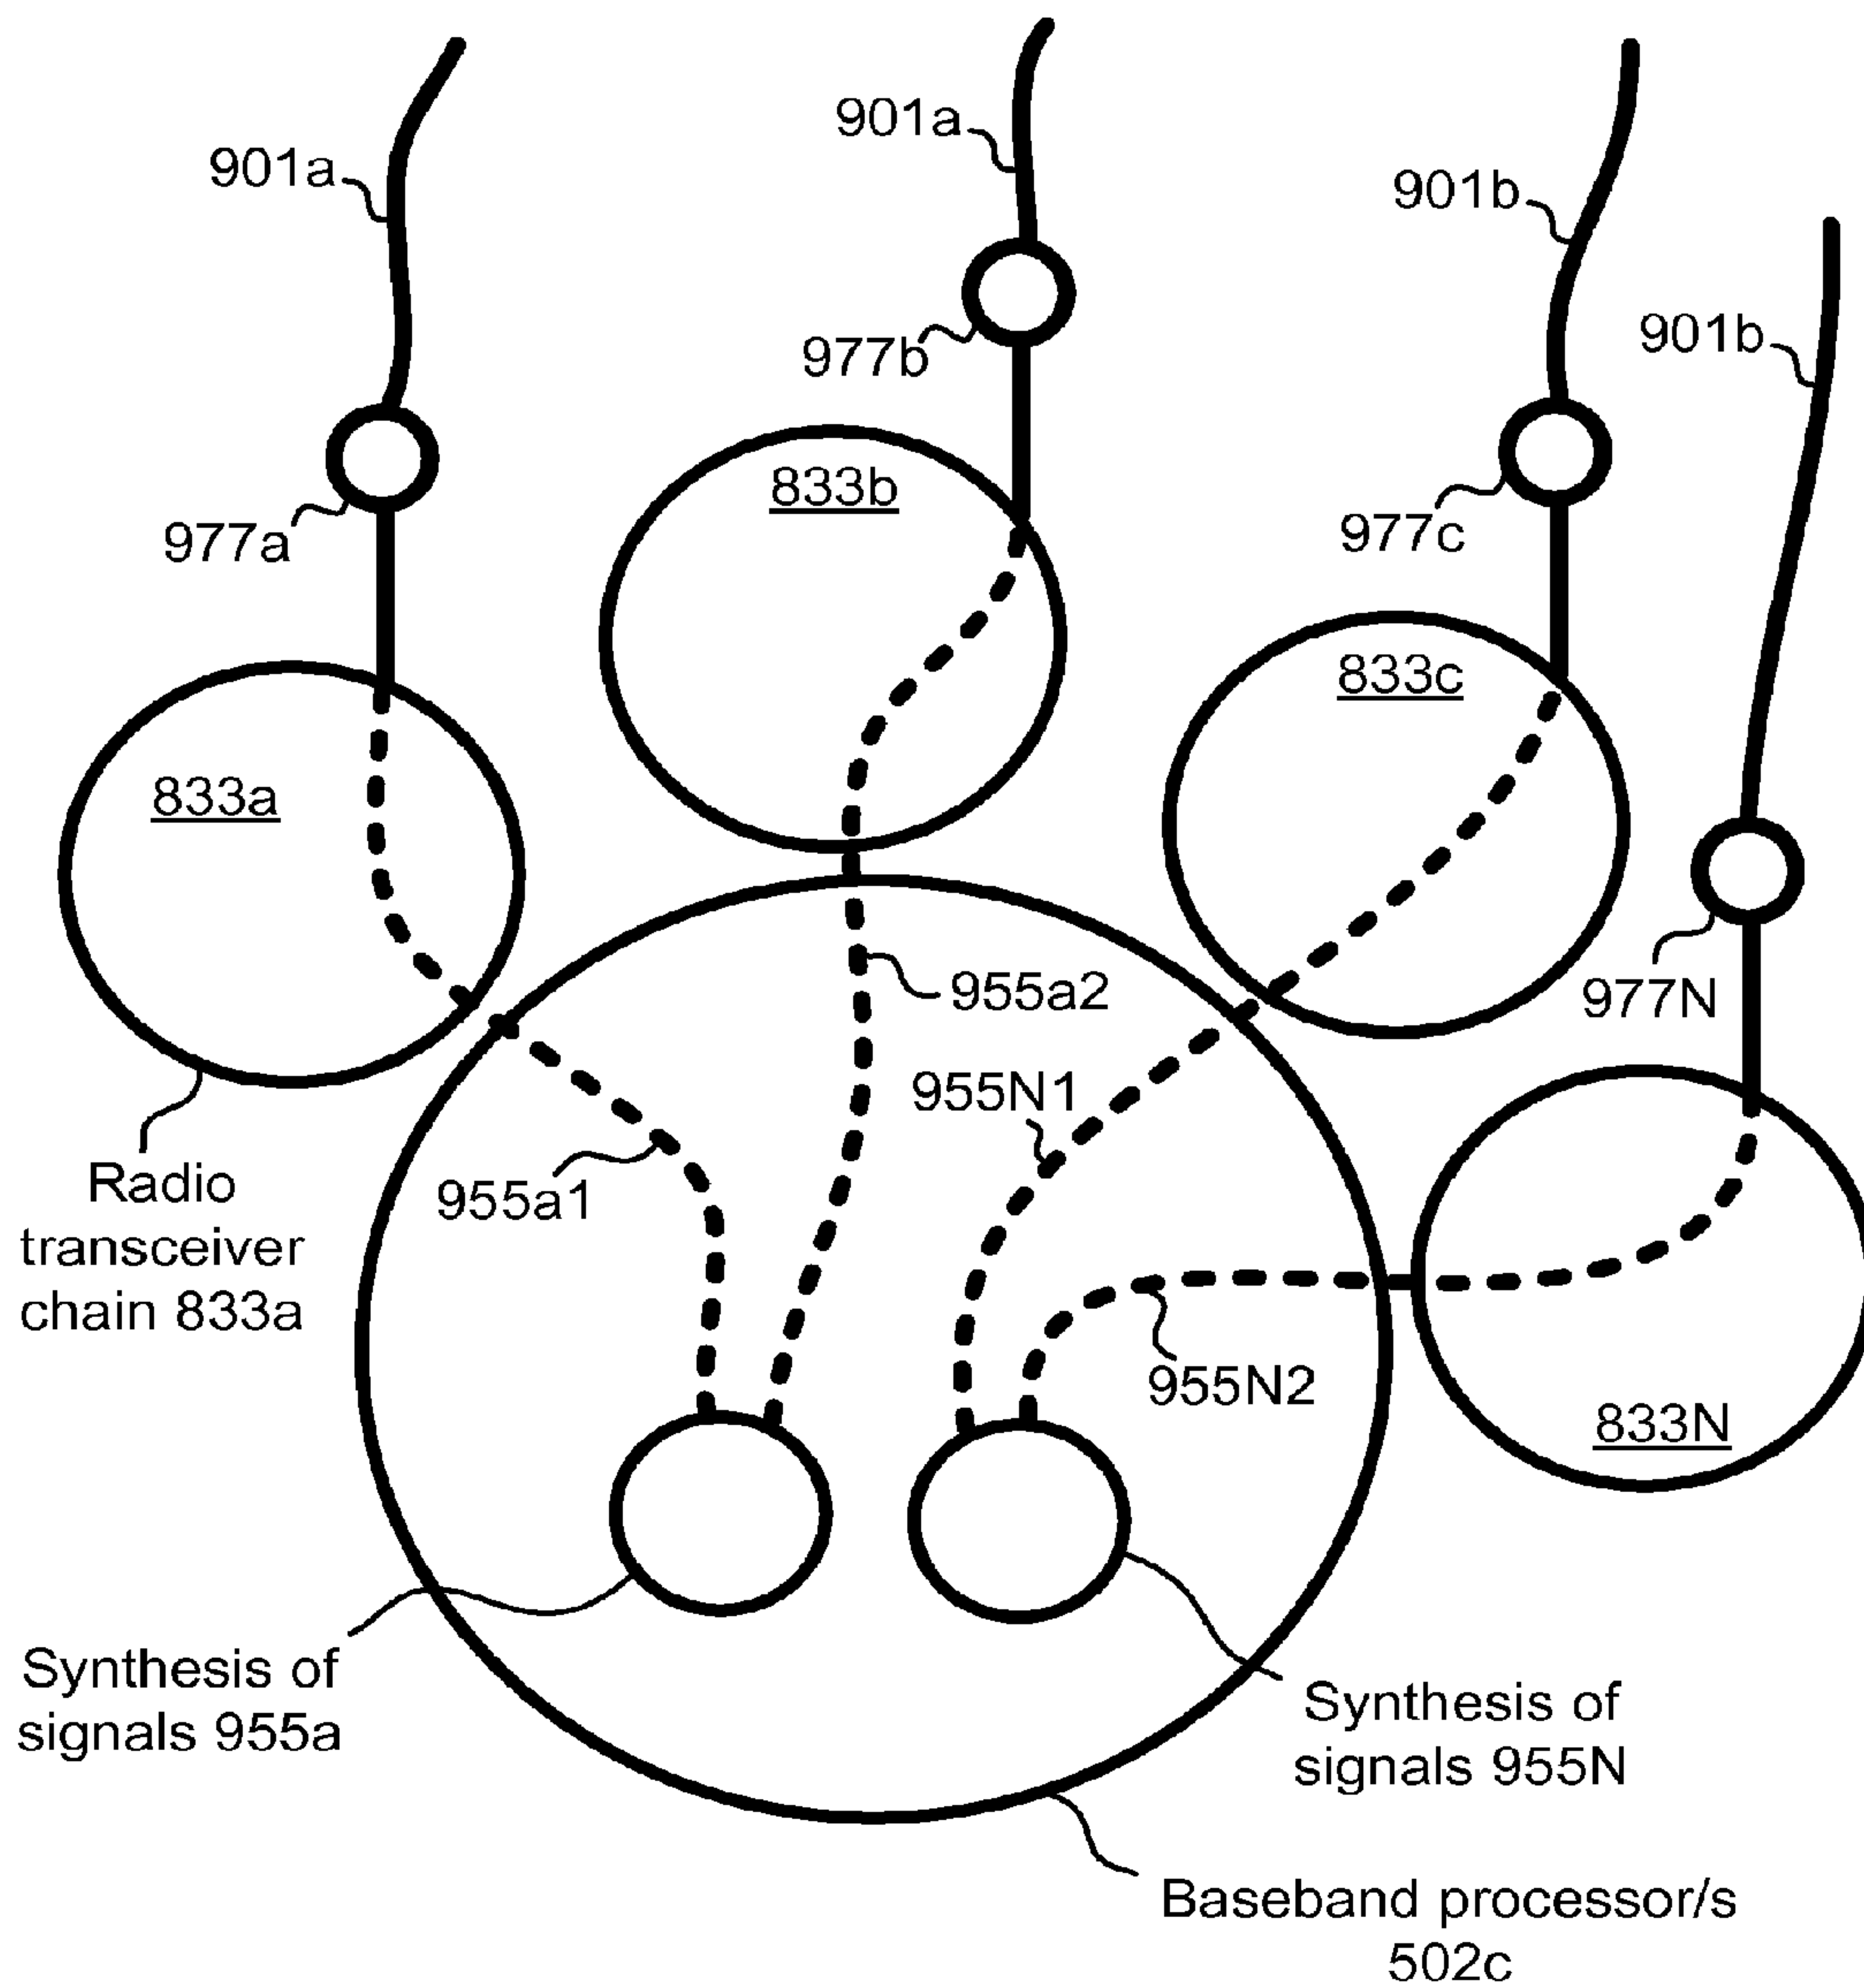 901a
901a
901b
901b
977b
833b
977a
977c
833c
833a
955a2
977N
955N1
Radio
transceiver
chain 833a
955a1
955N2
833N
Synthesis of
signals 955a
Synthesis of
signals 955N
Baseband processor/s
502c